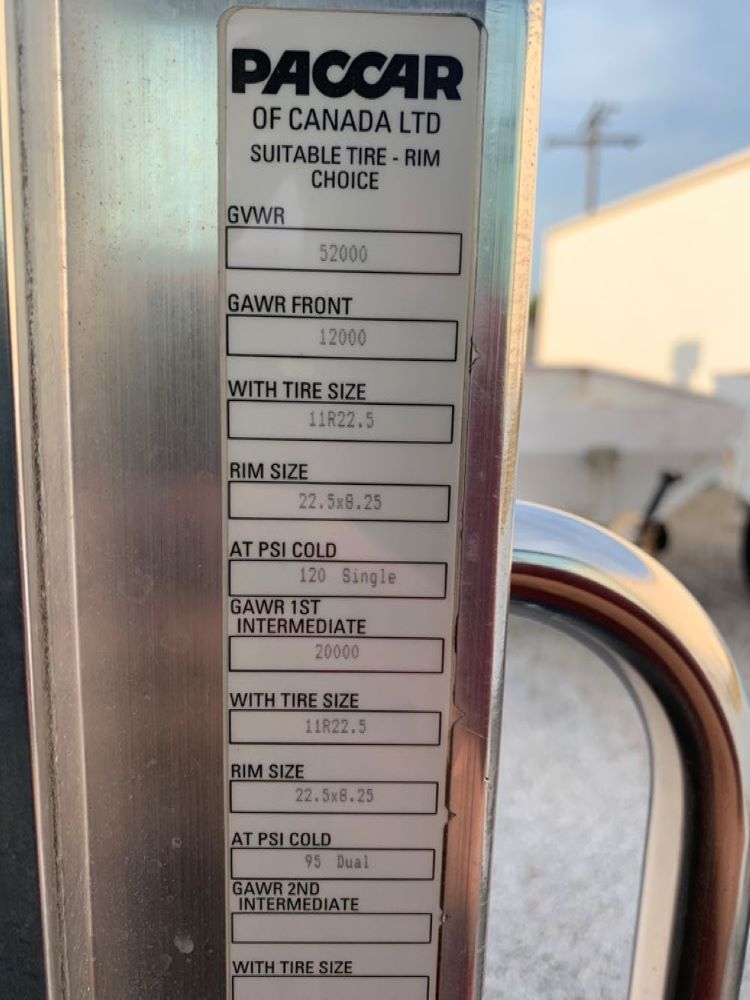 PACCAR
OF CANADA LTD
SUITABLE TIRE - RIM
CHOICE
GVWR
52000
GAWR FRONT
12000
WITH TIRE SIZE
11R22.5
RIM SIZE
22.5x8.25
AT PSI COLD
120 Single
GAWR 1ST
INTERMEDIATE
20000
WITH TIRE SIZE
11R22.5
RIM SIZE
22.5x8.25
AT PSI COLD
95 Dual
GAWR 2ND
INTERMEDIATE
WITH TIRE SIZE